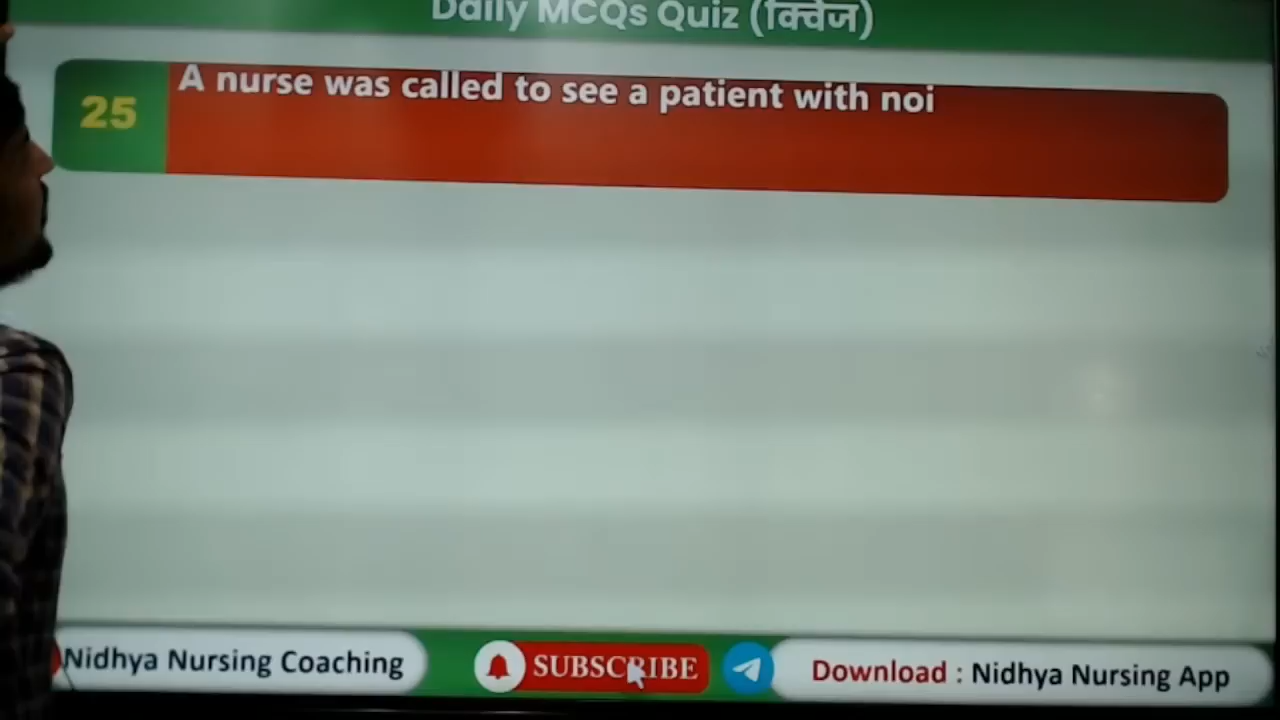 Daily MCQs Quiz (क्विज)
25
A nurse was called to see a patient with noi
Nidhya Nursing Coaching
SUBSCRIBE
Download : Nidhya Nursing App